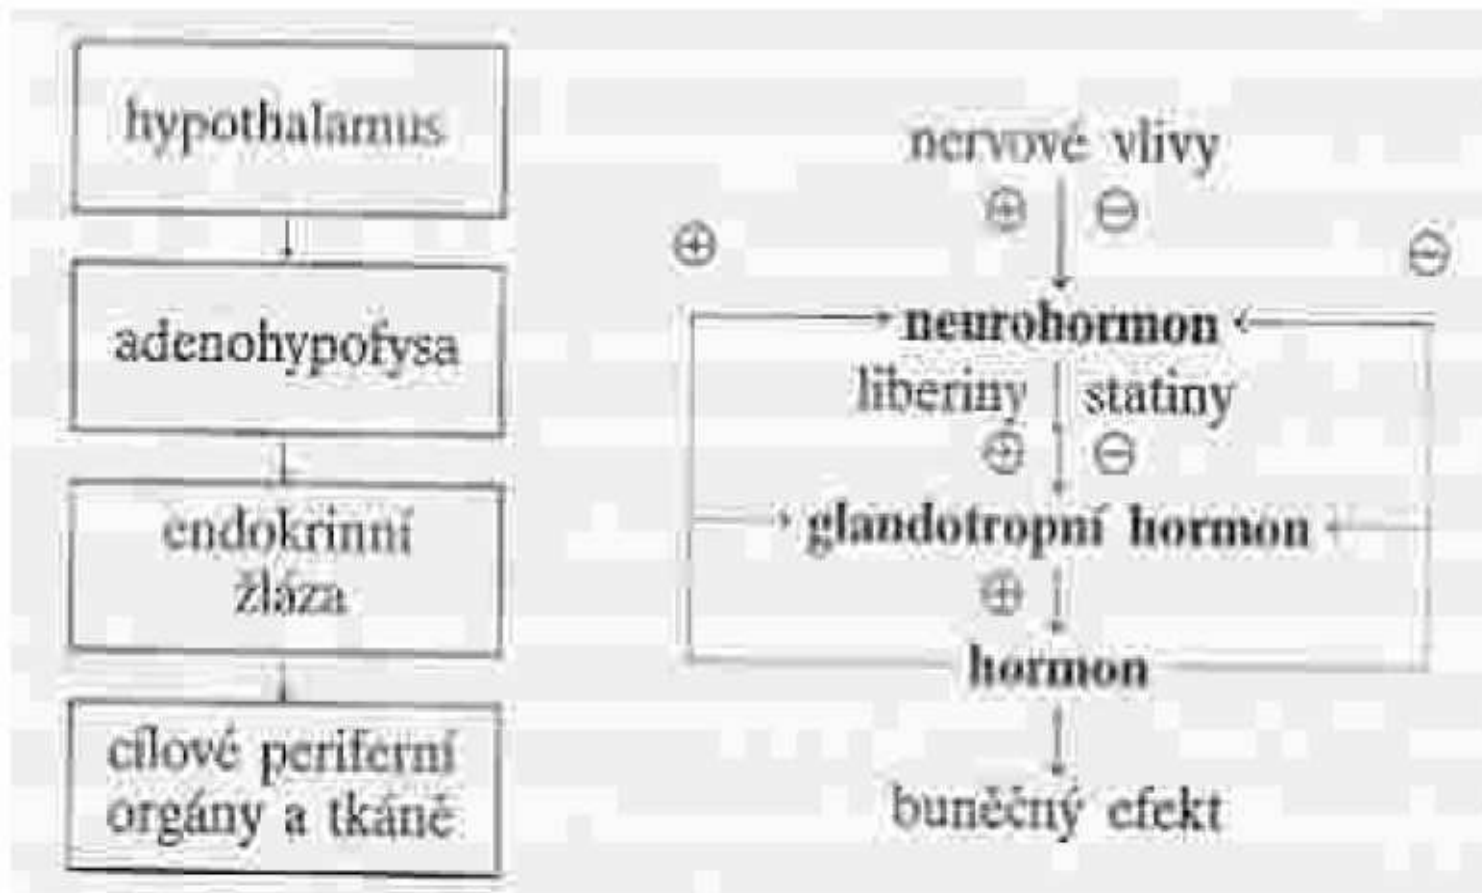 hypothalamus
adenohypofysa
endokrinní
žláza
cílové periferní
orgány a tkáně
nervové vlivy
⊕ ⊖
⊕ ⊖
neurohormon
liberiny statiny
⊕ ⊖
glandotropní hormon
⊕
hormon
buněčný efekt